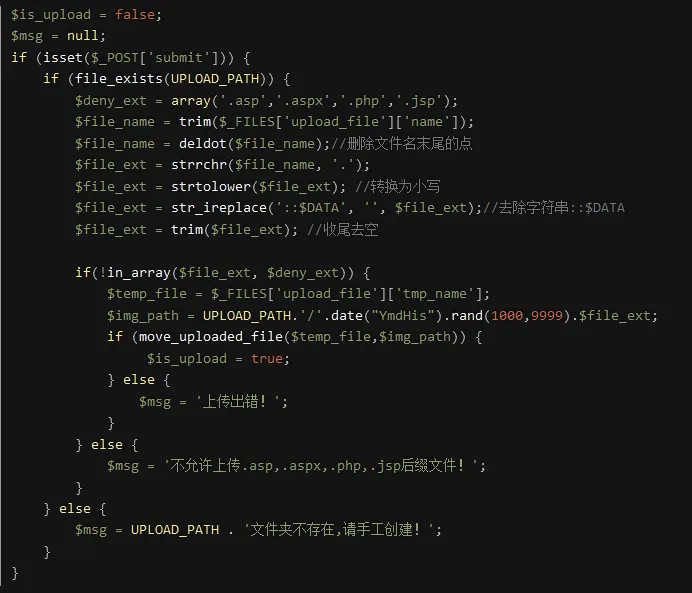 $is_upload = false;
$msg = null;
if (isset($_POST['submit'])) {
    if (file_exists(UPLOAD_PATH)) {
        $deny_ext = array('.asp','.aspx','.php','.jsp');
        $file_name = trim($_FILES['upload_file']['name']);
        $file_name = deldot($file_name);//删除文件名末尾的点
        $file_ext = strrchr($file_name, '.');
        $file_ext = strtolower($file_ext); //转换为小写
        $file_ext = str_ireplace('::$DATA', '', $file_ext);//去除字符串::$DATA
        $file_ext = trim($file_ext); //收尾去空

        if(!in_array($file_ext, $deny_ext)) {
            $temp_file = $_FILES['upload_file']['tmp_name'];
            $img_path = UPLOAD_PATH.'/'.date("YmdHis").rand(1000,9999).$file_ext;
            if (move_uploaded_file($temp_file,$img_path)) {
                 $is_upload = true;
            } else {
                $msg = '上传出错！';
            }
        } else {
            $msg = '不允许上传.asp,.aspx,.php,.jsp后缀文件！';
        }
    } else {
        $msg = UPLOAD_PATH . '文件夹不存在,请手工创建！';
    }
}